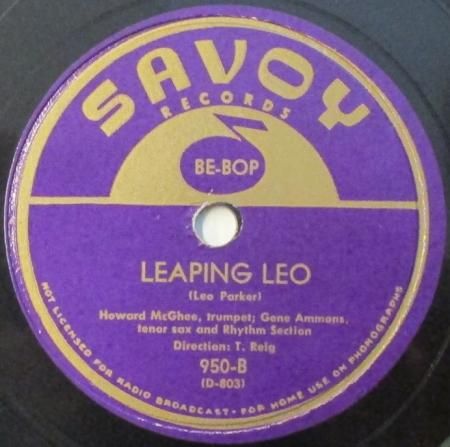 SAVOY
RECORDS
BE-BOP
LEAPING LEO
(Leo Parker)
Howard McGhee, trumpet; Gene Ammons,
tenor sax and Rhythm Section
Direction: T. Reig
950-B
(D-803)
NOT LICENSED FOR RADIO BROADCAST • FOR HOME USE ON PHONOGRAPHS